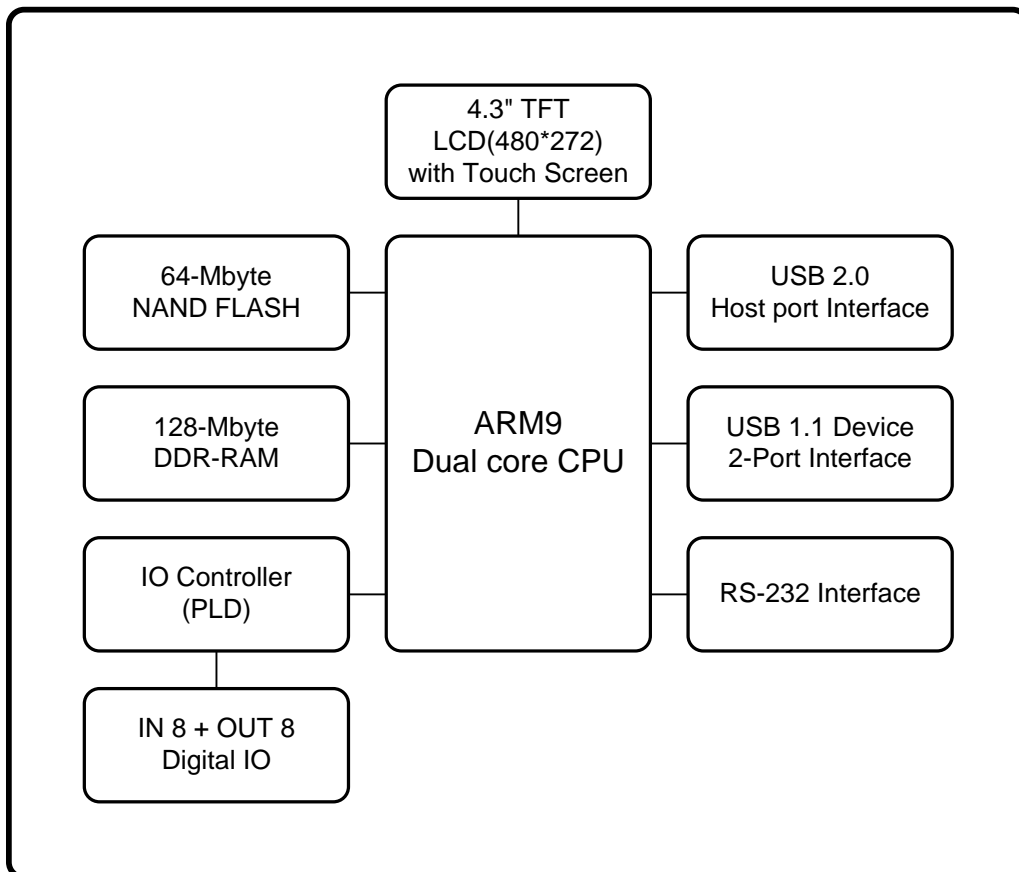 4.3" TFT
LCD(480*272)
with Touch Screen
64-Mbyte
NAND FLASH
128-Mbyte
DDR-RAM
IO Controller
(PLD)
IN 8 + OUT 8
Digital IO
ARM9
Dual core CPU
USB 2.0
Host port Interface
USB 1.1 Device
2-Port Interface
RS-232 Interface